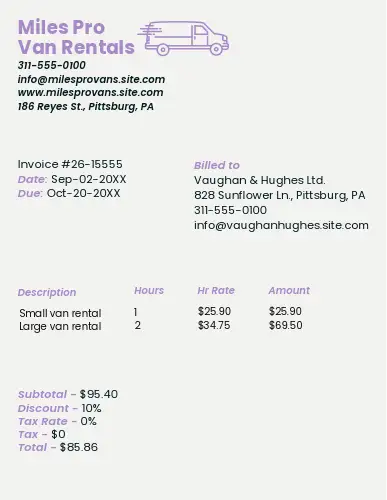 Miles Pro
Van Rentals
311-555-0100
info@milesprovans.site.com
www.milesprovans.site.com
186 Reyes St., Pittsburg, PA
Invoice #26-15555
Date: Sep-02-20XX
Due: Oct-20-20XX
Billed to
Vaughan & Hughes Ltd.
828 Sunflower Ln., Pittsburg, PA
311-555-0100
info@vaughanhughes.site.com
Description Hours Hr Rate Amount
Small van rental 1 $25.90 $25.90
Large van rental 2 $34.75 $69.50
Subtotal - $95.40
Discount - 10%
Tax Rate - 0%
Tax - $0
Total - $85.86